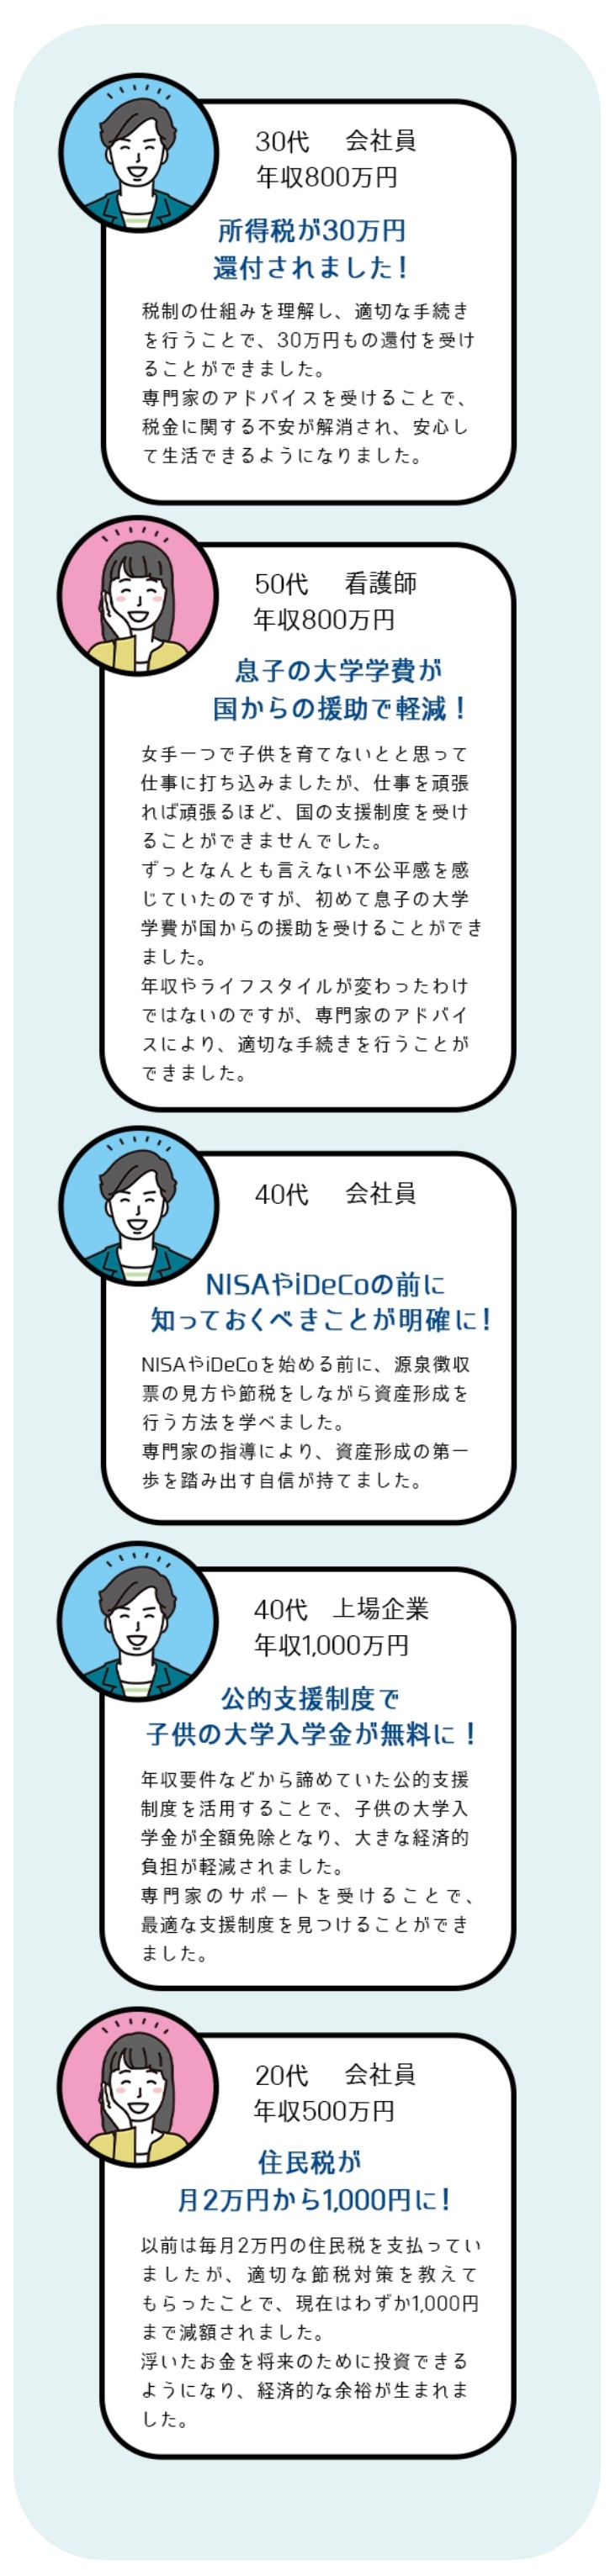 30代　会社員
年収800万円
所得税が30万円
還付されました！
税制の仕組みを理解し、適切な手続き
を行うことで、30万円もの還付を受け
ることができました。
専門家のアドバイスを受けることで、
税金に関する不安が解消され、安心し
て生活できるようになりました。
50代　看護師
年収800万円
息子の大学学費が
国からの援助で軽減！
女手一つで子供を育てないとと思って
仕事に打ち込みましたが、仕事を頑張
れば頑張るほど、国の支援制度を受け
ることができませんでした。
ずっとなんとも言えない不公平感を感
じていたのですが、初めて息子の大学
学費が国からの援助を受けることができ
ました。
年収やライフスタイルが変わったわけ
ではないのですが、専門家のアドバイ
スにより、適切な手続きを行うことが
できました。
40代　会社員
NISAやiDeCoの前に
知っておくべきことが明確に！
NISAやiDeCoを始める前に、源泉徴収
票の見方や節税をしながら資産形成を
行う方法を学べました。
専門家の指導により、資産形成の第一
歩を踏み出す自信が持てました。
40代　上場企業
年収1,000万円
公的支援制度で
子供の大学入学金が無料に！
年収要件などから諦めていた公的支援
制度を活用することで、子供の大学入
学金が全額免除となり、大きな経済的
負担が軽減されました。
専門家のサポートを受けることで、
最適な支援制度を見つけることができ
ました。
20代　会社員
年収500万円
住民税が
月2万円から1,000円に！
以前は毎月2万円の住民税を支払ってい
ましたが、適切な節税対策を教えて
もらったことで、現在はわずか1,000円
まで減額されました。
浮いたお金を将来のために投資できる
ようになり、経済的な余裕が生まれま
した。